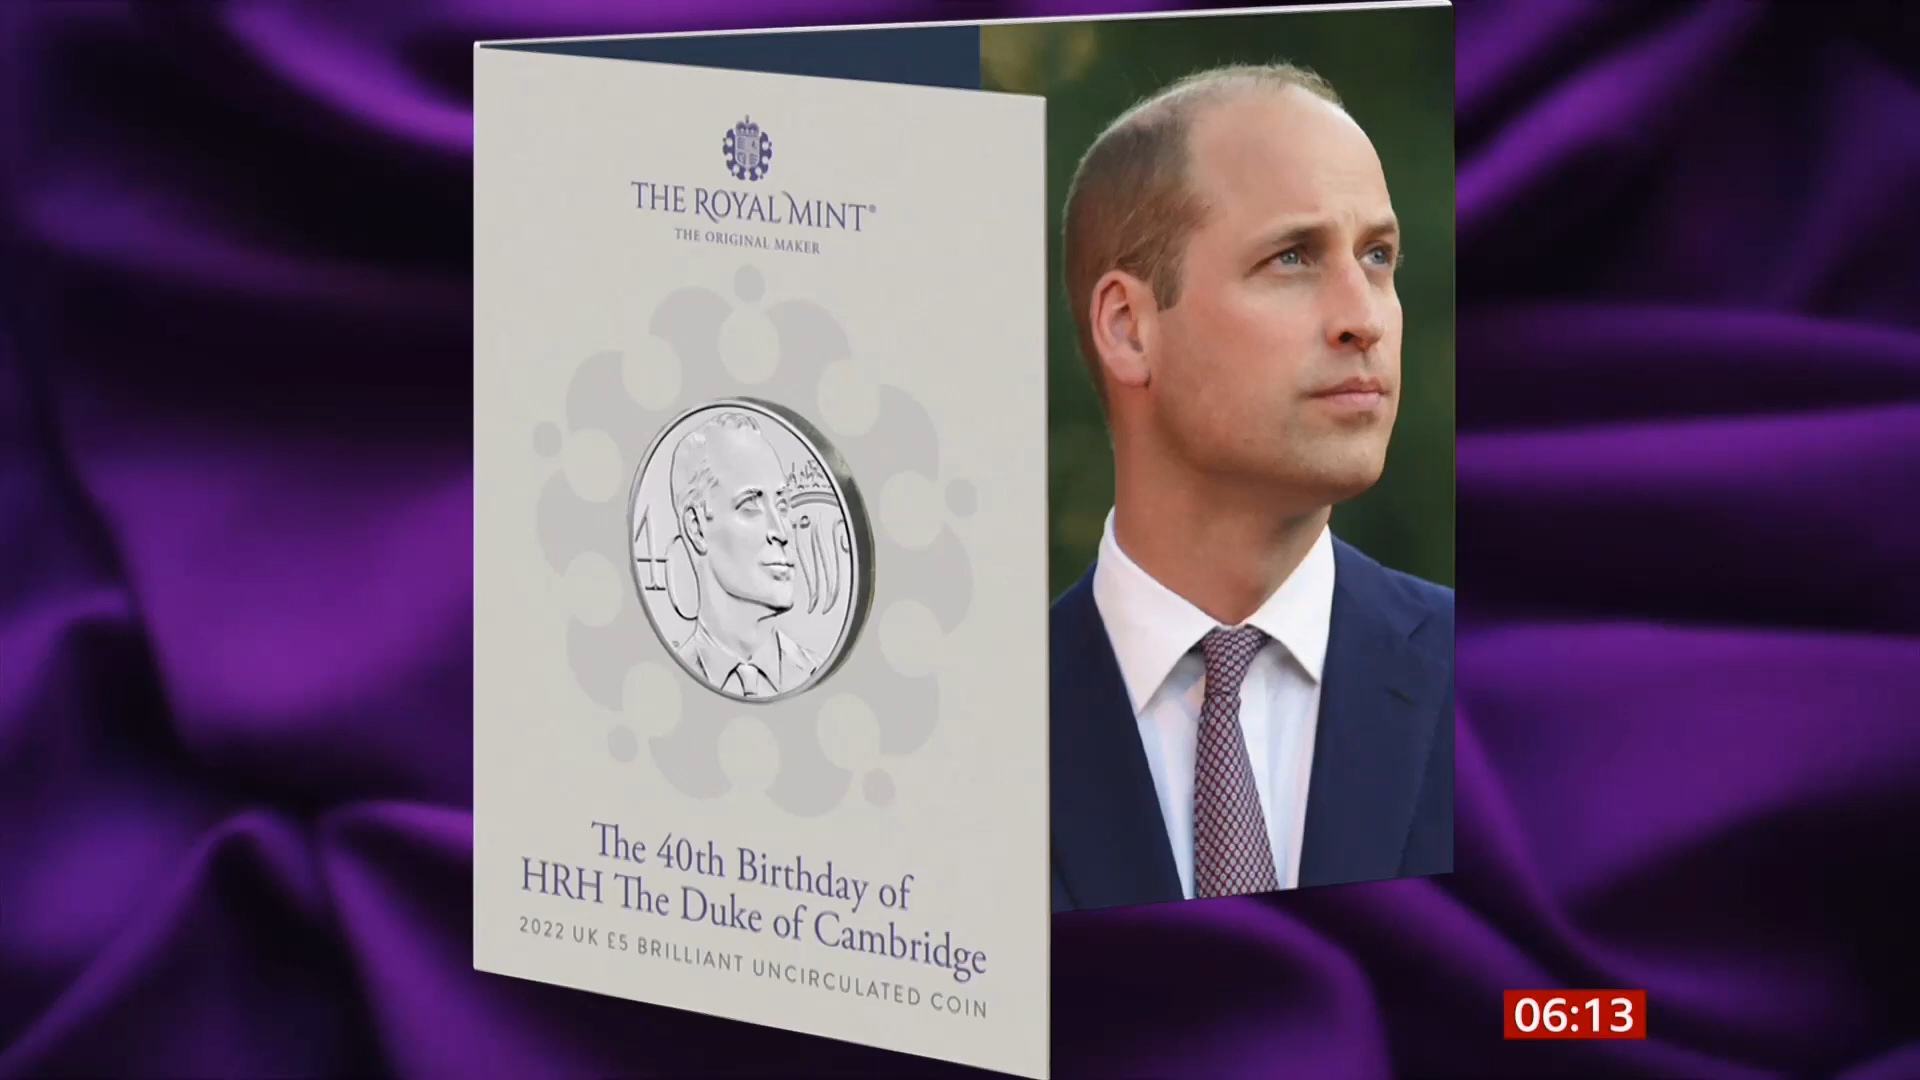 THE ROYAL MINT®
THE ORIGINAL MAKER
40
The 40th Birthday of
HRH The Duke of Cambridge
2022 UK £5 BRILLIANT UNCIRCULATED COIN
06:13